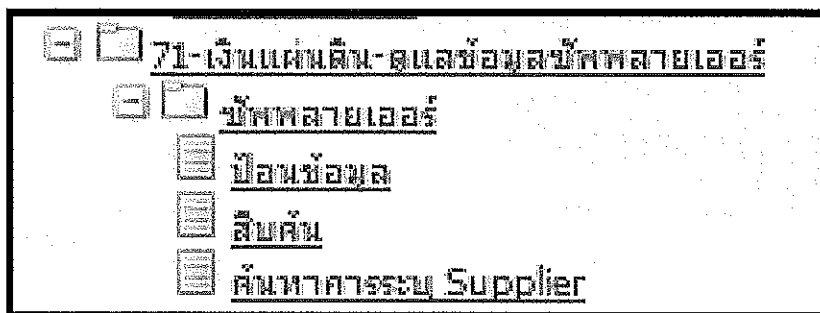 71-เงินแผ่นดิน-ดูแลข้อมูลซัพพลายเออร์
ซัพพลายเออร์
ป้อนข้อมูล
สืบค้น
ค้นหาการระบุ Supplier